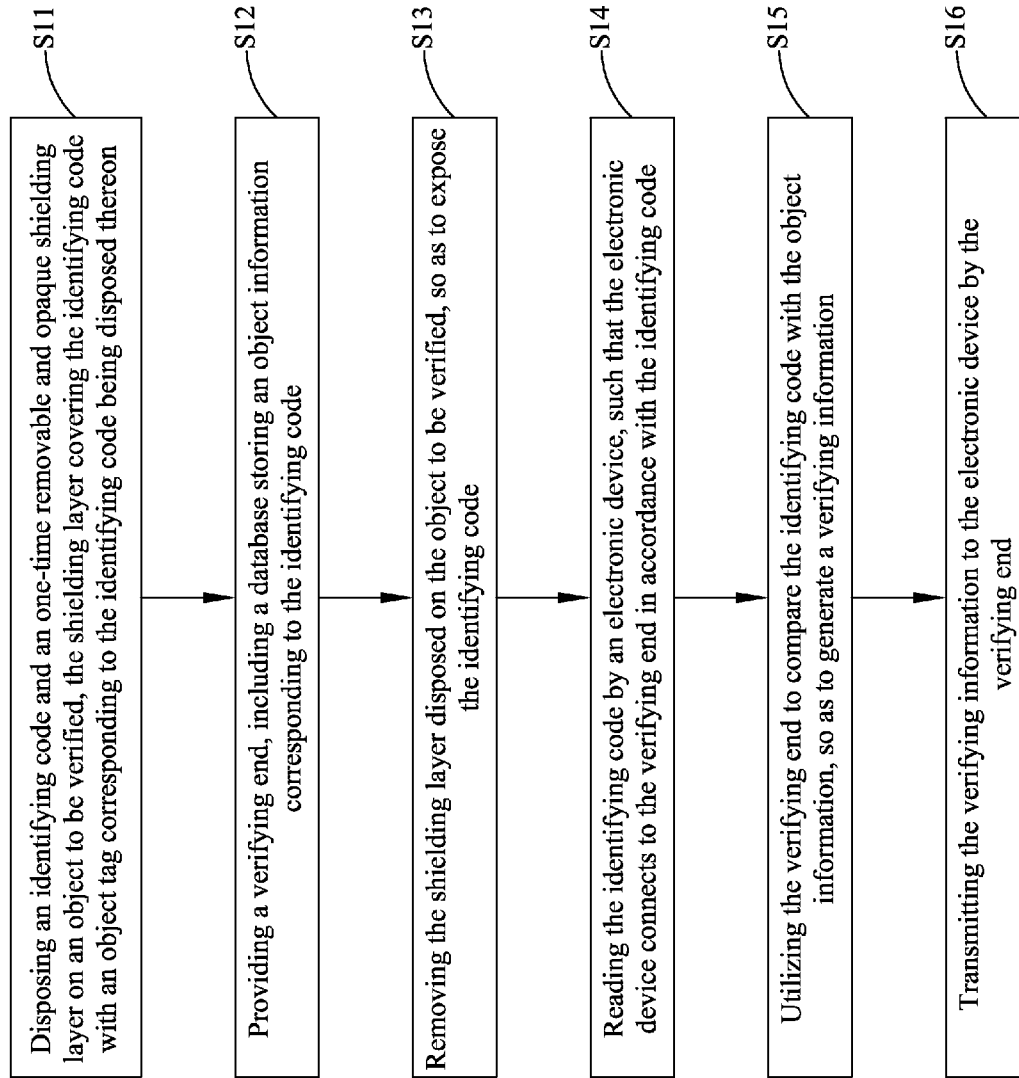 Disposing an identifying code and an one-time removable and opaque shielding
layer on an object to be verified, the shielding layer covering the identifying code
with an object tag corresponding to the identifying code being disposed thereon
S11
Providing a verifying end, including a database storing an object information
corresponding to the identifying code
S12
Removing the shielding layer disposed on the object to be verified, so as to expose
the identifying code
S13
Reading the identifying code by an electronic device, such that the electronic
device connects to the verifying end in accordance with the identifying code
S14
Utilizing the verifying end to compare the identifying code with the object
information, so as to generate a verifying information
S15
Transmitting the verifying information to the electronic device by the
verifying end
S16